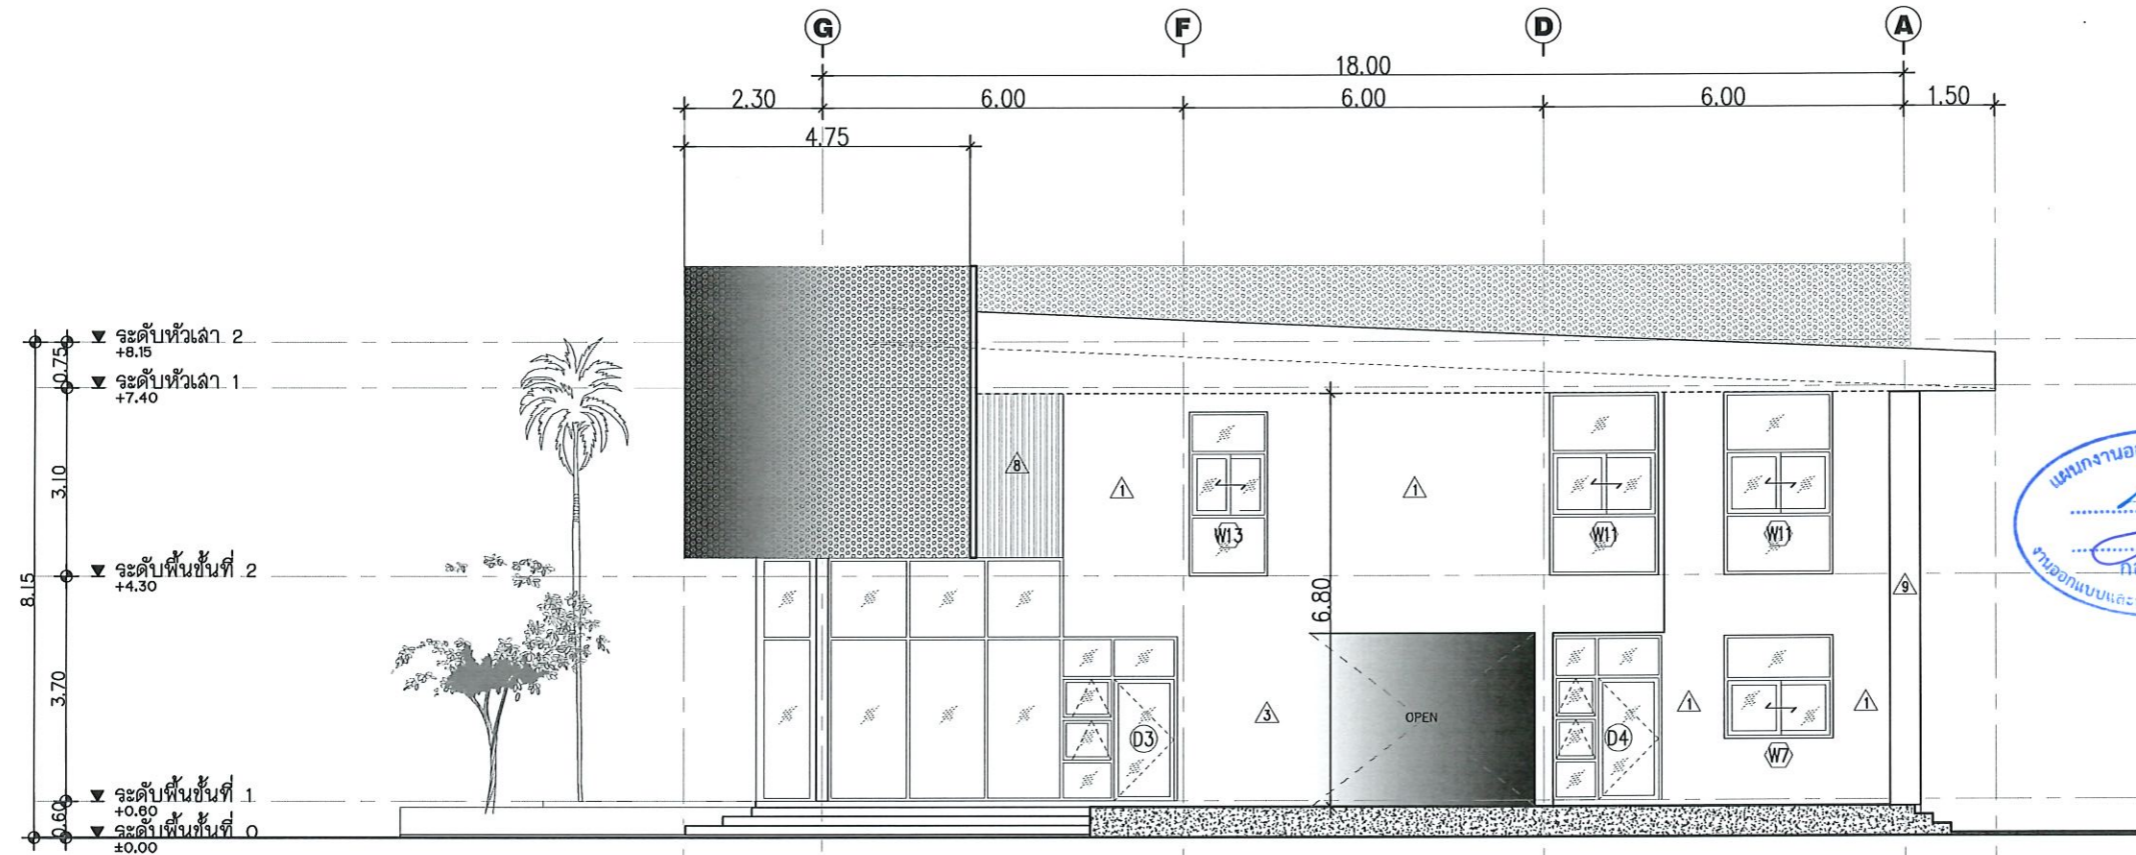 G F D A
18.00
2.30 6.00 6.00 6.00 1.50
4.75
ระดับหัวเสา 2
+8.15
0.75
ระดับหัวเสา 1
+7.40
3.10
8
1
1
W13
W11
W11
ระดับพื้นชั้นที่ 2
+4.30
8.15
6.80
9
3.70
3
OPEN
D3
D4
1
1
W7
ระดับพื้นชั้นที่ 1
+0.60
0.60
ระดับพื้นชั้นที่ 0
±0.00